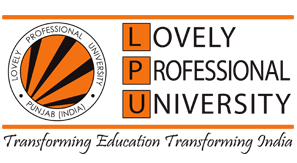 LOVELY PROFESSIONAL UNIVERSITY
• PUNJAB (INDIA) •
LOVELY
PROFESSIONAL
UNIVERSITY
Transforming Education Transforming India